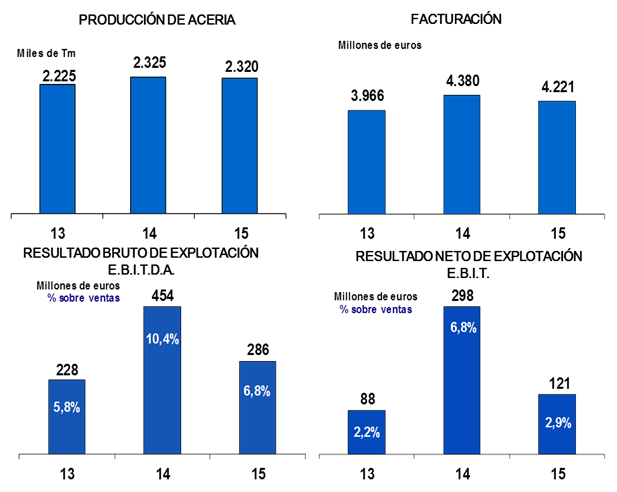 PRODUCCIÓN DE ACERIA
Miles de Tm
2.225
2.325
2.320
13
14
15
FACTURACIÓN
Millones de euros
3.966
4.380
4.221
13
14
15
RESULTADO BRUTO DE EXPLOTACIÓN
E.B.I.T.D.A.
Millones de euros
% sobre ventas
228
454
286
5,8%
10,4%
6,8%
13
14
15
RESULTADO NETO DE EXPLOTACIÓN
E.B.I.T.
Millones de euros
% sobre ventas
88
298
121
2,2%
6,8%
2,9%
13
14
15